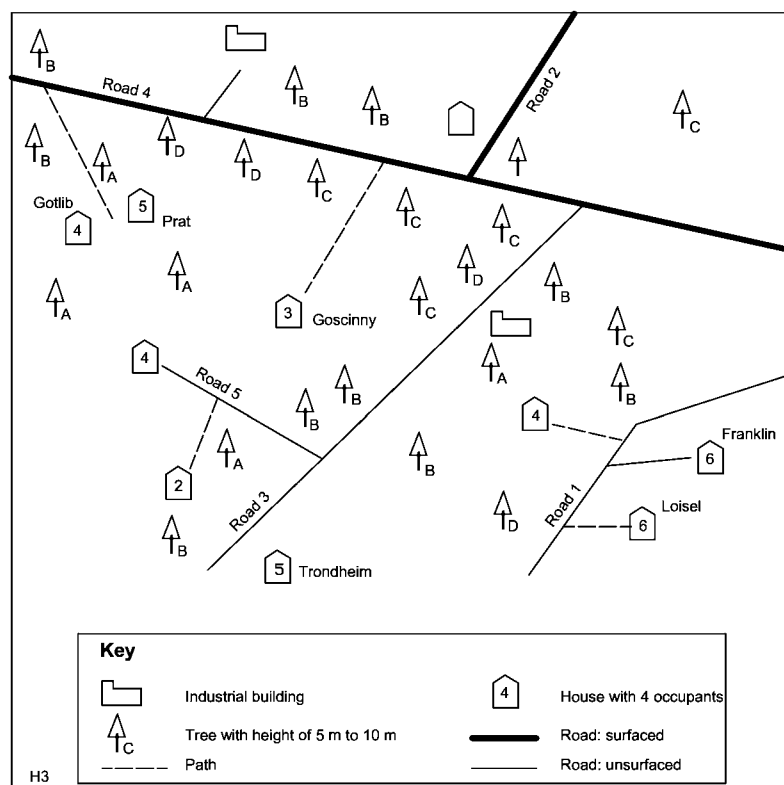 B
Road 4
Road 2
B
B
C
B
A
D
D
C
C
C
Gotlib
4
5
Prat
A
A
D
C
B
C
3
Goscinny
4
Road 5
B
B
A
B
4
Franklin
6
2
A
B
Road 3
D
Road 1
Loisel
6
B
5
Trondheim
Key
Industrial building
4
House with 4 occupants
C
Tree with height of 5 m to 10 m
Road: surfaced
Path
Road: unsurfaced
H3